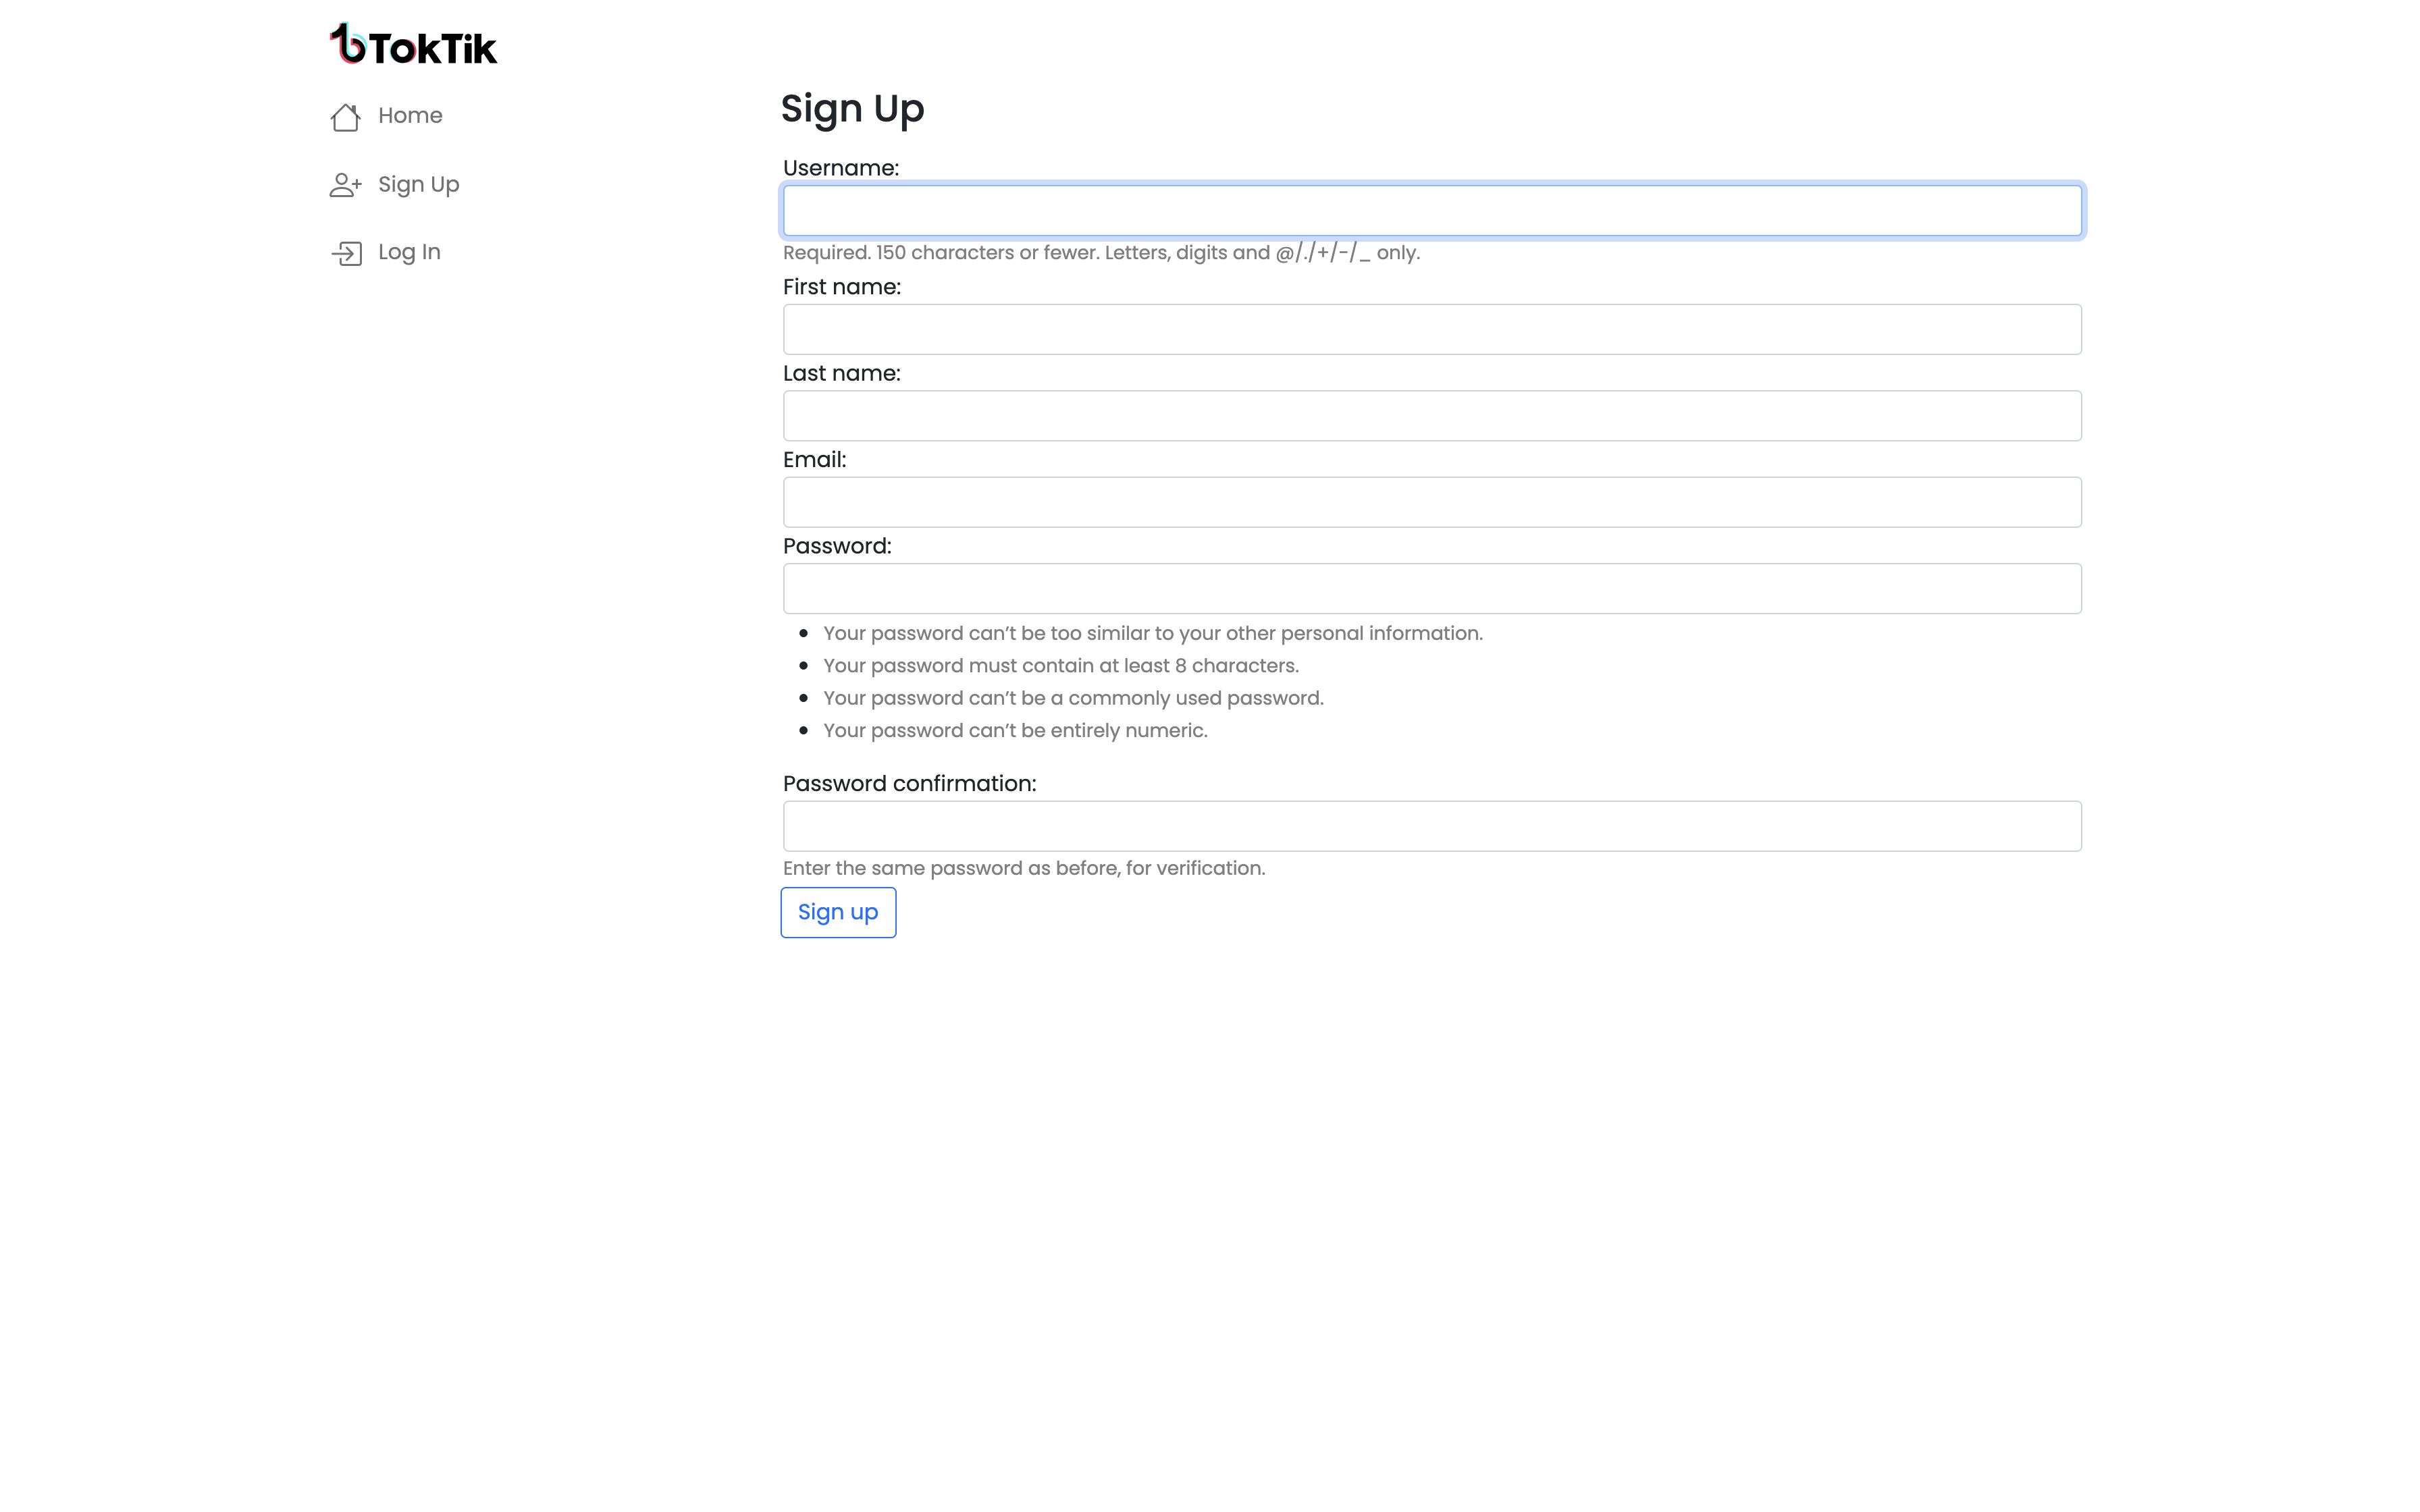 TokTik
Home
Sign Up
Log In
Sign Up
Username:
Required. 150 characters or fewer. Letters, digits and @/./+/-/_ only.
First name:
Last name:
Email:
Password:
Your password can’t be too similar to your other personal information.
Your password must contain at least 8 characters.
Your password can’t be a commonly used password.
Your password can’t be entirely numeric.
Password confirmation:
Enter the same password as before, for verification.
Sign up